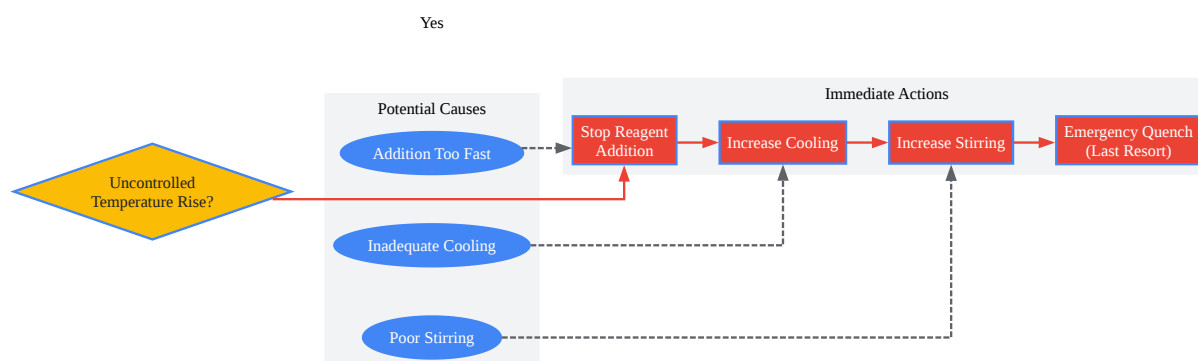 Yes
Immediate Actions
Potential Causes
Stop Reagent
Addition
Increase Cooling
Increase Stirring
Emergency Quench
(Last Resort)
Addition Too Fast
Uncontrolled
Temperature Rise?
Inadequate Cooling
Poor Stirring